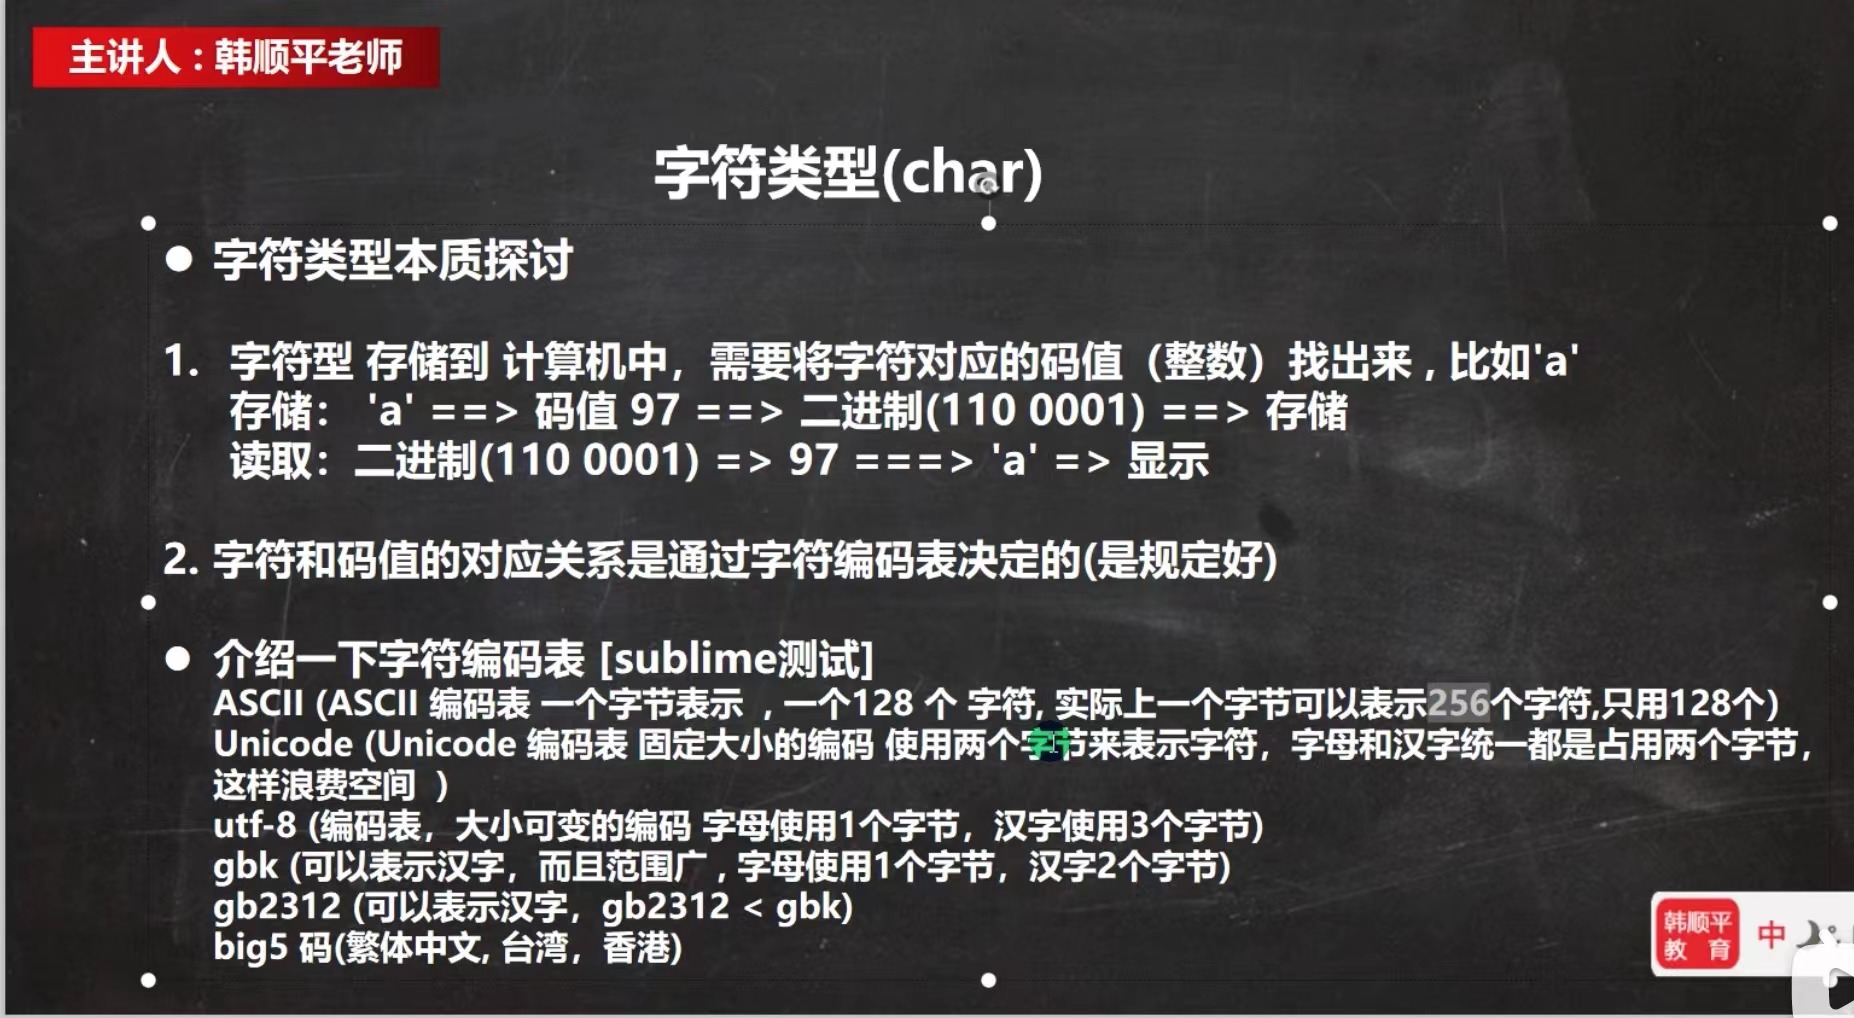 主讲人：韩顺平老师
字符类型(char)
● 字符类型本质探讨
1. 字符型 存储到 计算机中，需要将字符对应的码值（整数）找出来，比如'a'
存储： 'a' ==> 码值 97 ==> 二进制(110 0001) ==> 存储
读取：二进制(110 0001) => 97 ===> 'a' => 显示
2. 字符和码值的对应关系是通过字符编码表决定的(是规定好)
● 介绍一下字符编码表 [sublime测试]
ASCII (ASCII 编码表 一个字节表示 ，一个128 个 字符, 实际上一个字节可以表示256个字符,只用128个)
Unicode (Unicode 编码表 固定大小的编码 使用两个字节来表示字符，字母和汉字统一都是占用两个字节，
这样浪费空间 )
utf-8 (编码表，大小可变的编码 字母使用1个字节，汉字使用3个字节)
gbk (可以表示汉字，而且范围广，字母使用1个字节，汉字2个字节)
gb2312 (可以表示汉字，gb2312 < gbk)
big5 码(繁体中文, 台湾，香港)
韩顺平
教 育
中